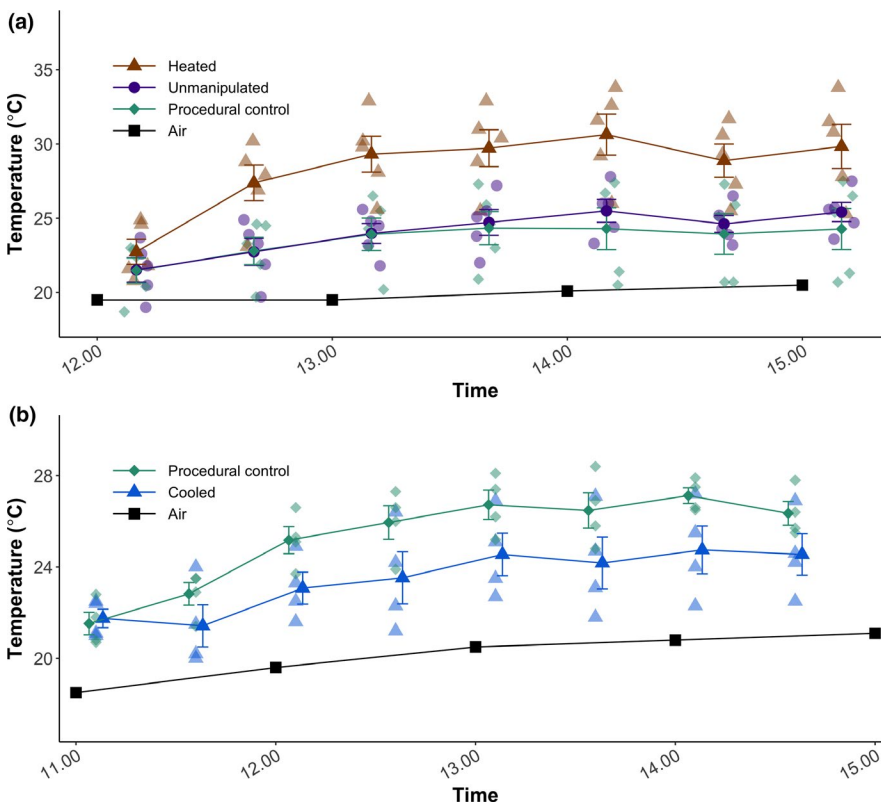 (a)
Temperature (°C)
35
30
25
20
Heated
Unmanipulated
Procedural control
Air
12.00
13.00
14.00
15.00
Time
(b)
Temperature (°C)
28
24
20
Procedural control
Cooled
Air
11.00
12.00
13.00
14.00
15.00
Time